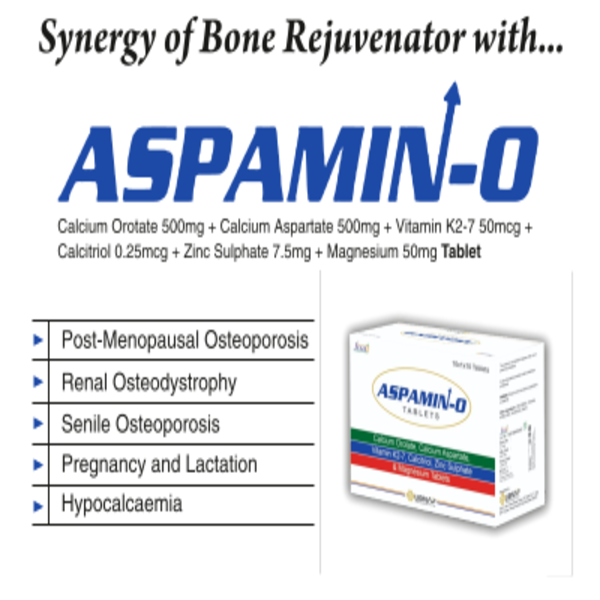 Synergy of Bone Rejuvenator with...
ASPAMIN-O
Calcium Orotate 500mg + Calcium Aspartate 500mg + Vitamin K2-7 50mcg +
Calcitriol 0.25mcg + Zinc Sulphate 7.5mg + Magnesium 50mg Tablet
Post-Menopausal Osteoporosis
Renal Osteodystrophy
Senile Osteoporosis
Pregnancy and Lactation
Hypocalcaemia
ASPAMIN-O
TABLETS
Calcium Orotate, Calcium Aspartate,
Vitamin K2-7, Calcitriol, Zinc Sulphate
& Magnesium Tablets